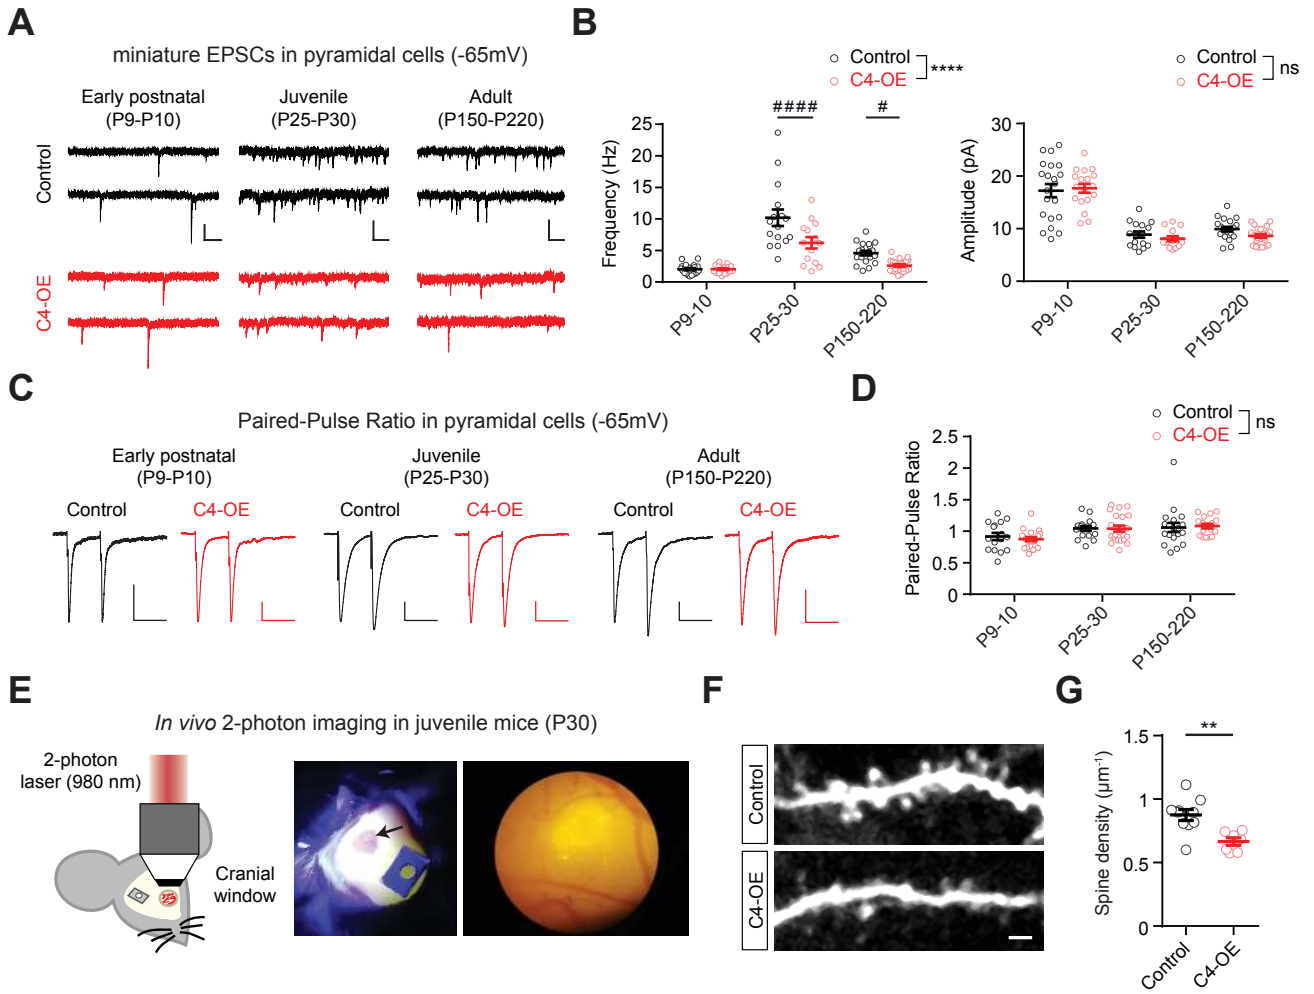 A
miniature EPSCs in pyramidal cells (-65mV)
Early postnatal
(P9-P10)
Juvenile
(P25-P30)
Adult
(P150-P220)
Control
C4-OE
B
Control
C4-OE
****
####
#
Frequency (Hz)
25
20
15
10
5
0
P9-10
P25-30
P150-220
Control
C4-OE
ns
Amplitude (pA)
30
20
10
0
P9-10
P25-30
P150-220
C
Paired-Pulse Ratio in pyramidal cells (-65mV)
Early postnatal
(P9-P10)
Juvenile
(P25-P30)
Adult
(P150-P220)
Control
C4-OE
Control
C4-OE
Control
C4-OE
D
Control
C4-OE
ns
Paired-Pulse Ratio
2.5
2
1.5
1
0.5
0
P9-10
P25-30
P150-220
E
In vivo 2-photon imaging in juvenile mice (P30)
2-photon
laser (980 nm)
Cranial
window
F
Control
C4-OE
G
**
Spine density (μm⁻¹)
1.5
1
0.5
0
Control
C4-OE